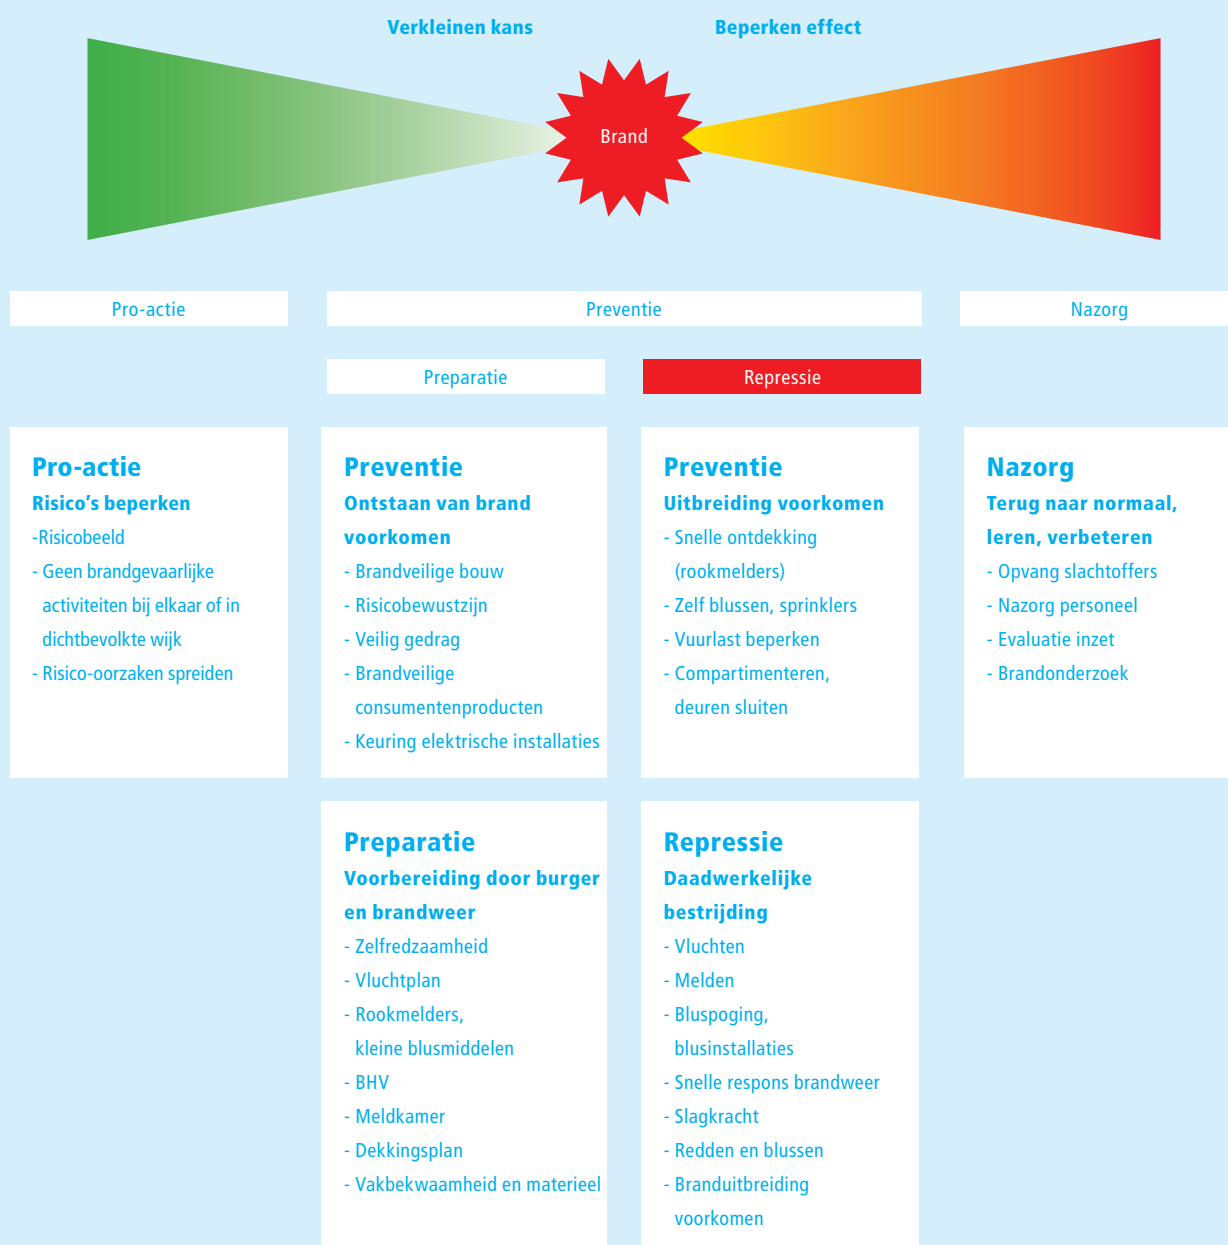 Verkleinen kans
Beperken effect
Brand
Pro-actie
Preventie
Nazorg
Preparatie
Repressie
Pro-actie
Risico's beperken
-Risicobeeld
- Geen brandgevaarlijke
activiteiten bij elkaar of in
dichtbevolkte wijk
- Risico-oorzaken spreiden
Preventie
Ontstaan van brand
voorkomen
- Brandveilige bouw
- Risicobewustzijn
- Veilig gedrag
- Brandveilige
consumentenproducten
- Keuring elektrische installaties
Preventie
Uitbreiding voorkomen
- Snelle ontdekking
(rookmelders)
- Zelf blussen, sprinklers
- Vuurlast beperken
- Compartimenteren,
deuren sluiten
Nazorg
Terug naar normaal,
leren, verbeteren
- Opvang slachtoffers
- Nazorg personeel
- Evaluatie inzet
- Brandonderzoek
Preparatie
Voorbereiding door burger
en brandweer
- Zelfredzaamheid
- Vluchtplan
- Rookmelders,
kleine blusmiddelen
- BHV
- Meldkamer
- Dekkingsplan
- Vakbekwaamheid en materieel
Repressie
Daadwerkelijke
bestrijding
- Vluchten
- Melden
- Bluspoging,
blusinstallaties
- Snelle respons brandweer
- Slagkracht
- Redden en blussen
- Branduitbreiding
voorkomen